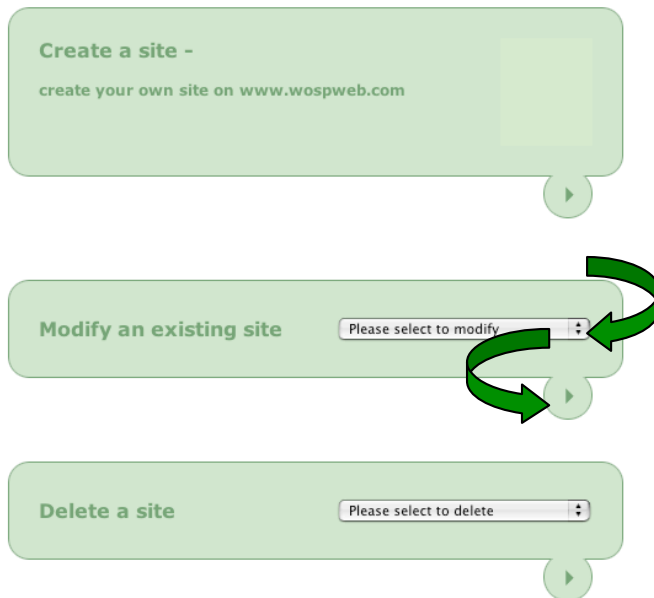 Create a site -
create your own site on www.wospweb.com
Modify an existing site
Please select to modify
Delete a site
Please select to delete